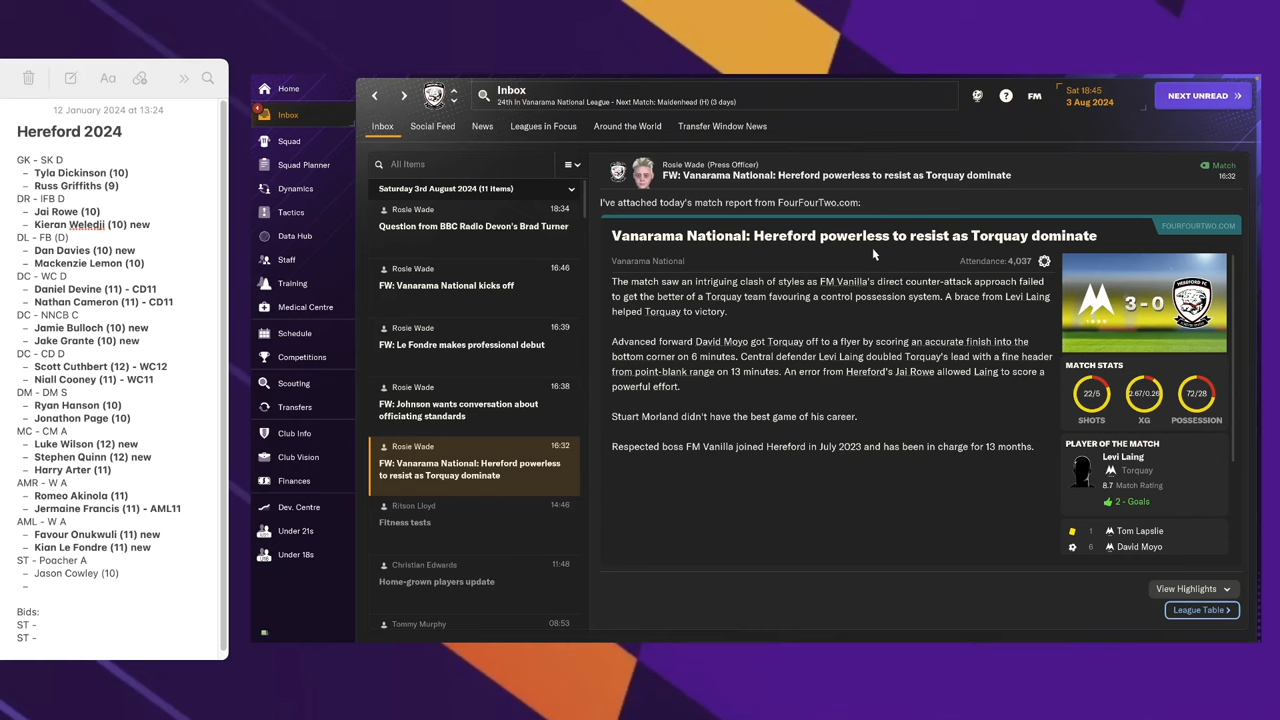 12 January 2024 at 13:24
Hereford 2024
GK - SK D
– Tyla Dickinson (10)
– Russ Griffiths (9)
DR - IFB D
– Jai Rowe (10)
– Kieran Weledji (10) new
DL - FB (D)
– Dan Davies (10) new
– Mackenzie Lemon (10)
DC - WC D
– Daniel Devine (11) - CD11
– Nathan Cameron (11) - CD11
DC - NNCB C
– Jamie Bulloch (10) new
– Jake Grante (10) new
DC - CD D
– Scott Cuthbert (12) - WC12
– Niall Cooney (11) - WC11
DM - DM S
– Ryan Hanson (10)
– Jonathon Page (10)
MC - CM A
– Luke Wilson (12) new
– Stephen Quinn (12) new
– Harry Arter (11)
AMR - W A
– Romeo Akinola (11)
– Jermaine Francis (11) - AML11
AML - W A
– Favour Onukwuli (11) new
– Kian Le Fondre (11) new
ST - Poacher A
– Jason Cowley (10)
–
Bids:
ST -
ST -
Aa
Home
Inbox
Squad
Squad Planner
Dynamics
Tactics
Data Hub
Staff
Training
Medical Centre
Schedule
Competitions
Scouting
Transfers
Club Info
Club Vision
Finances
Dev. Centre
Under 21s
Under 18s
Inbox
24th in Vanarama National League - Next Match: Maidenhead (H) (3 days)
FM
Sat 18:45
3 Aug 2024
NEXT UNREAD
Inbox
Social Feed
News
Leagues in Focus
Around the World
Transfer Window News
All Items
Saturday 3rd August 2024 (11 items)
Rosie Wade 18:34
Question from BBC Radio Devon's Brad Turner
Rosie Wade 16:46
FW: Vanarama National kicks off
Rosie Wade 16:39
FW: Le Fondre makes professional debut
Rosie Wade 16:38
FW: Johnson wants conversation about
officiating standards
Rosie Wade 16:32
FW: Vanarama National: Hereford powerless
to resist as Torquay dominate
Ritson Lloyd 14:46
Fitness tests
Christian Edwards 11:48
Home-grown players update
Tommy Murphy 08:53
Rosie Wade (Press Officer)
FW: Vanarama National: Hereford powerless to resist as Torquay dominate
Match
16:32
I've attached today's match report from FourFourTwo.com:
FOURFOURTWO.COM
Vanarama National: Hereford powerless to resist as Torquay dominate
Vanarama National
Attendance: 4,037
The match saw an intriguing clash of styles as FM Vanilla's direct counter-attack approach failed
to get the better of a Torquay team favouring a control possession system. A brace from Levi Laing
helped Torquay to victory.
Advanced forward David Moyo got Torquay off to a flyer by scoring an accurate finish into the
bottom corner on 6 minutes. Central defender Levi Laing doubled Torquay's lead with a fine header
from point-blank range on 13 minutes. An error from Hereford's Jai Rowe allowed Laing to score a
powerful effort.
Stuart Morland didn't have the best game of his career.
Respected boss FM Vanilla joined Hereford in July 2023 and has been in charge for 13 months.
3-0
HEREFORD FC
MATCH STATS
22/5
2.67/0.26
72/28
SHOTS
XG
POSSESSION
PLAYER OF THE MATCH
Levi Laing
Torquay
8.7 Match Rating
2 - Goals
1 Tom Lapslie
6 David Moyo
View Highlights
League Table